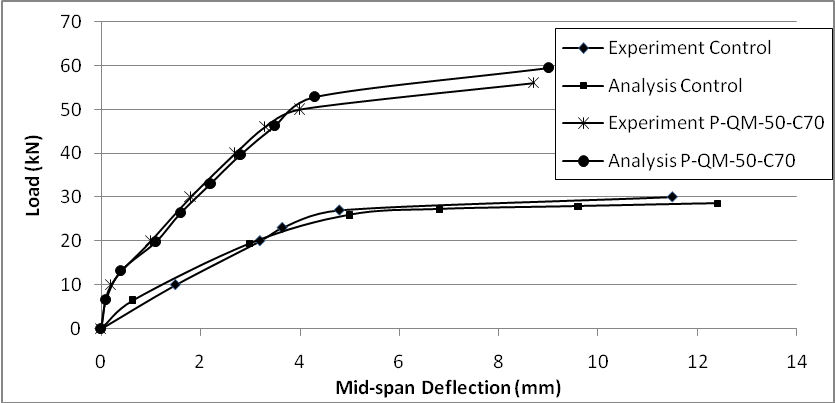 70
60
50
40
30
20
10
0
Load (kN)
0 2 4 6 8 10 12 14
Mid-span Deflection (mm)
Experiment Control
Analysis Control
Experiment P-QM-50-C70
Analysis P-QM-50-C70